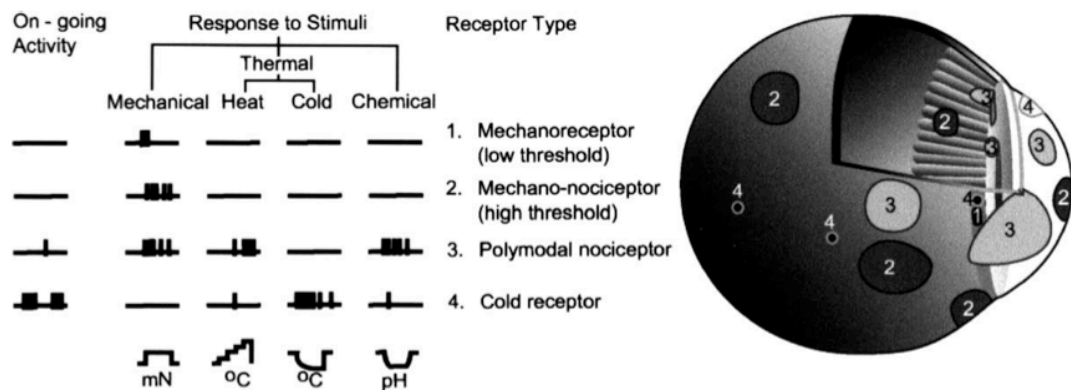 On - going
Activity
Response to Stimuli
Receptor Type
Thermal
Mechanical Heat Cold Chemical
1. Mechanoreceptor
(low threshold)
2. Mechano-nociceptor
(high threshold)
3. Polymodal nociceptor
4. Cold receptor
mN °C °C pH
2
3
4
2
3
3
4
4
1
2
3
4
3
2
2